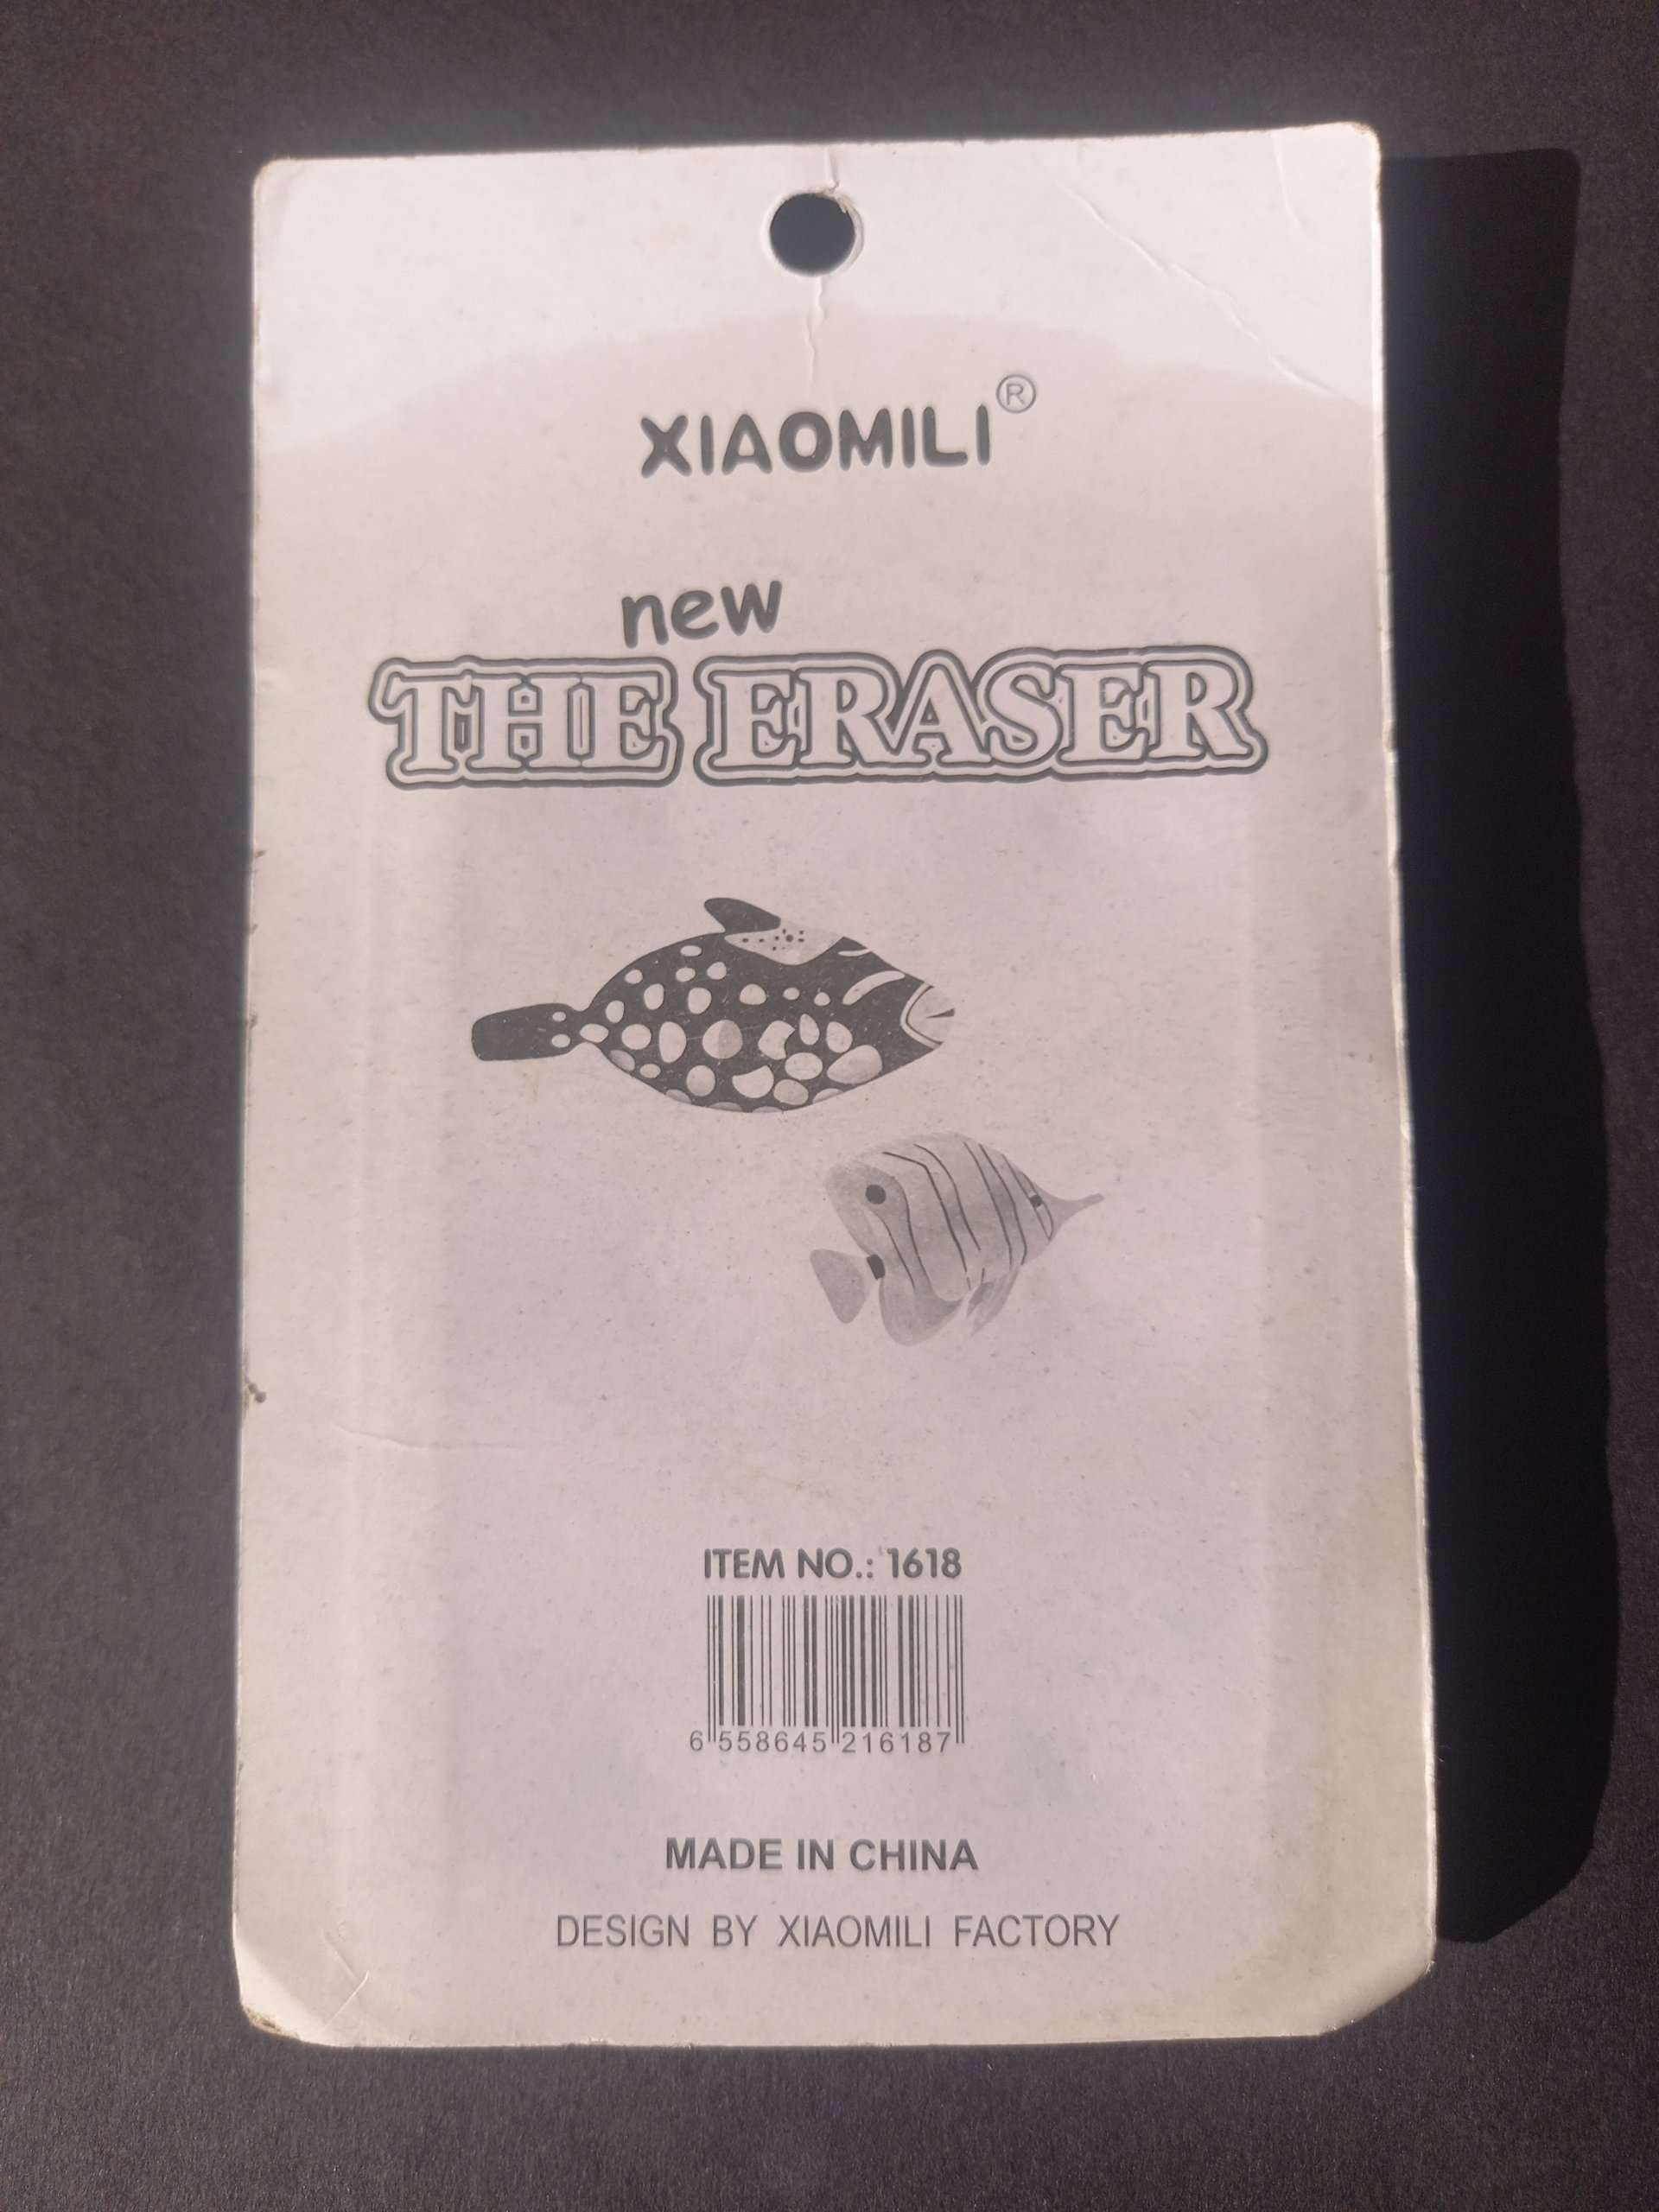 XIAOMILI®
new
THE ERASER
ITEM NO.: 1618
6 558645 216187
MADE IN CHINA
DESIGN BY XIAOMILI FACTORY